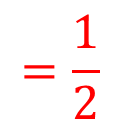 = 1/2